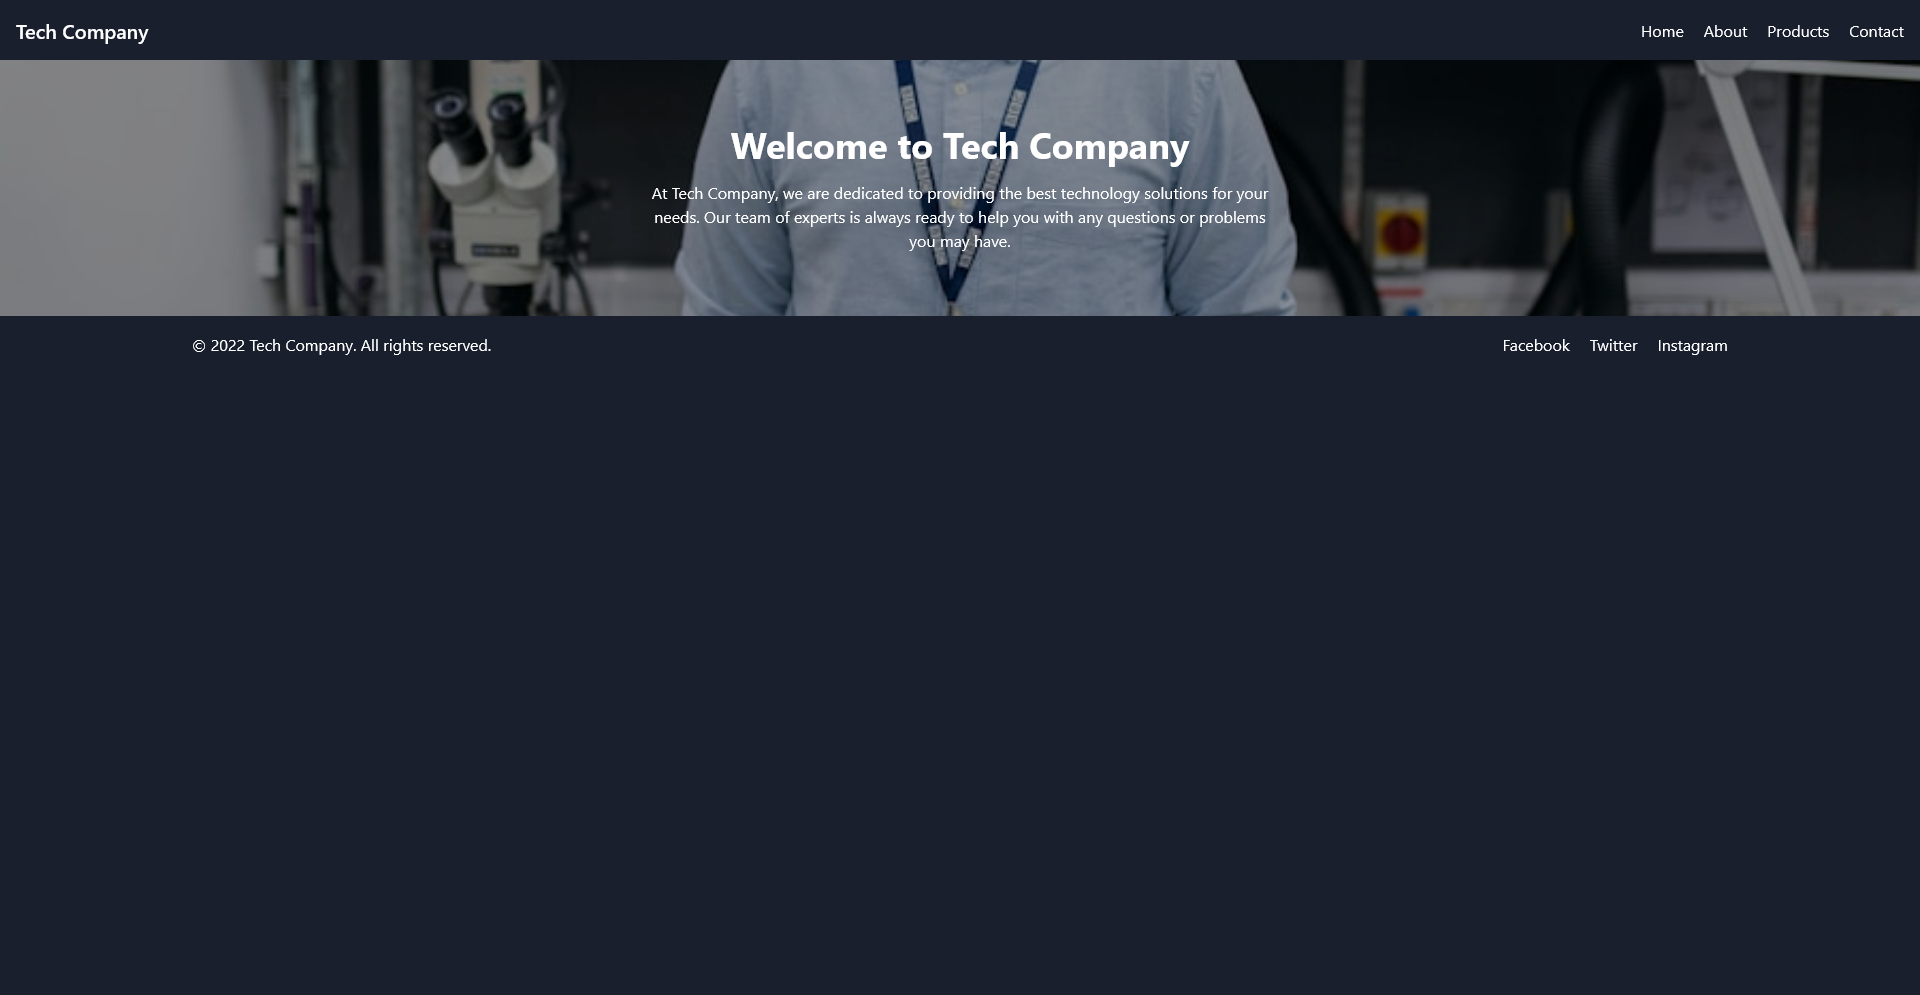 Tech Company
Home About Products Contact
Welcome to Tech Company
At Tech Company, we are dedicated to providing the best technology solutions for your
needs. Our team of experts is always ready to help you with any questions or problems
you may have.
© 2022 Tech Company. All rights reserved.
Facebook Twitter Instagram